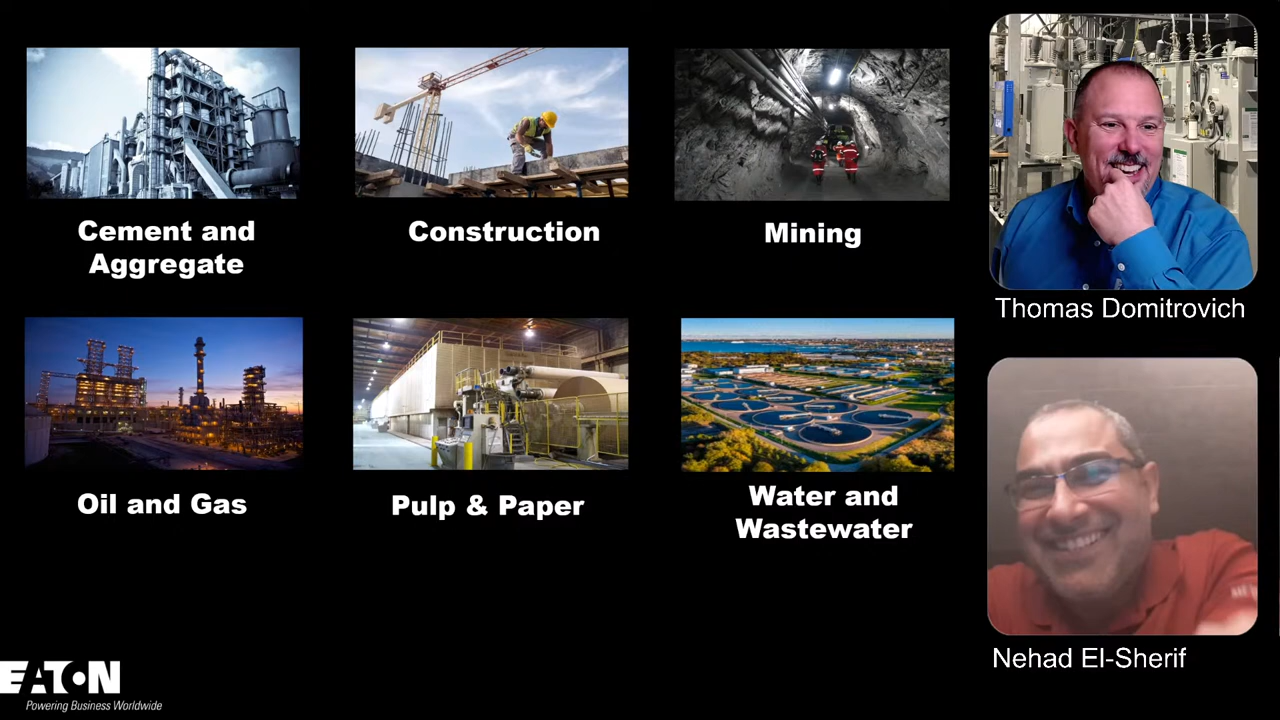 Cement and
Aggregate
Construction
Mining
Thomas Domitrovich
Oil and Gas
Pulp & Paper
Water and
Wastewater
Nehad El-Sherif
EATON
Powering Business Worldwide